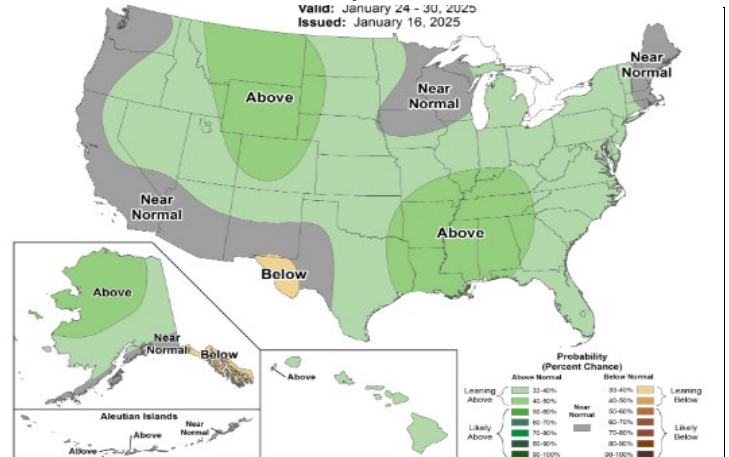 Valid: January 24 - 30, 2025
Issued: January 16, 2025
Near
Normal
Above
Near
Normal
Near
Normal
Above
Below
Above
Near
Normal
Below
Above
Aleutian Islands
Above
Near
Normal
Above
Probability
(Percent Chance)
Above Normal
Below Normal
Leaning
Above
Likely
Above
33-40%
40-50%
50-60%
60-70%
70-80%
80-90%
90-100%
Near
Normal
33-40%
40-50%
50-60%
60-70%
70-80%
80-90%
90-100%
Leaning
Below
Likely
Below